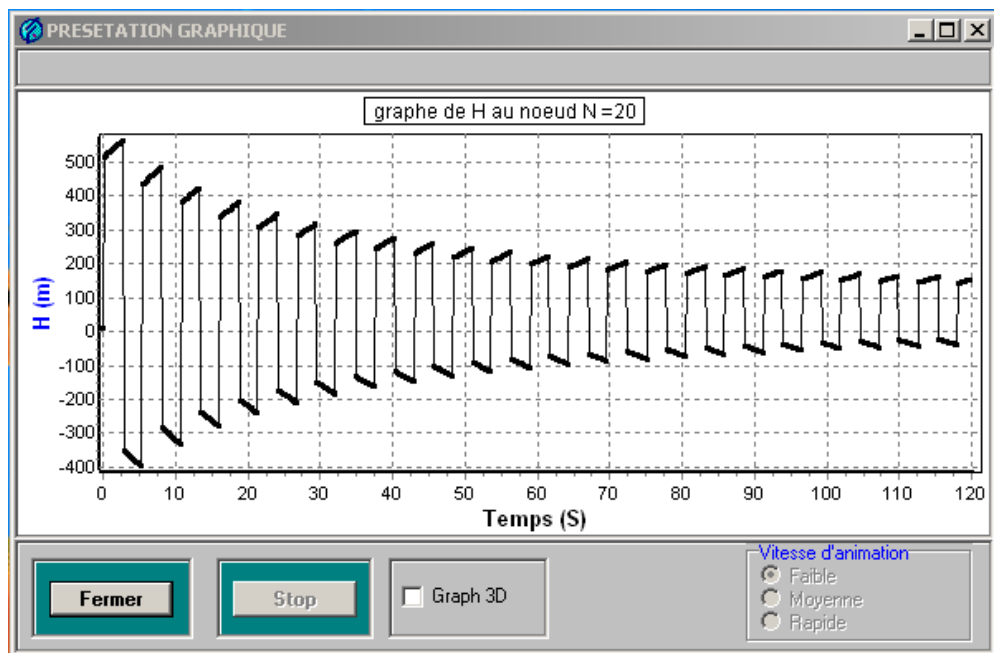 PRESETATION GRAPHIQUE
graphe de H au noeud N =20
H (m)
500
400
300
200
100
0
-100
-200
-300
-400
0 10 20 30 40 50 60 70 80 90 100 110 120
Temps (S)
Fermer
Stop
Graph 3D
Vitesse d'animation
Faible
Moyenne
Rapide